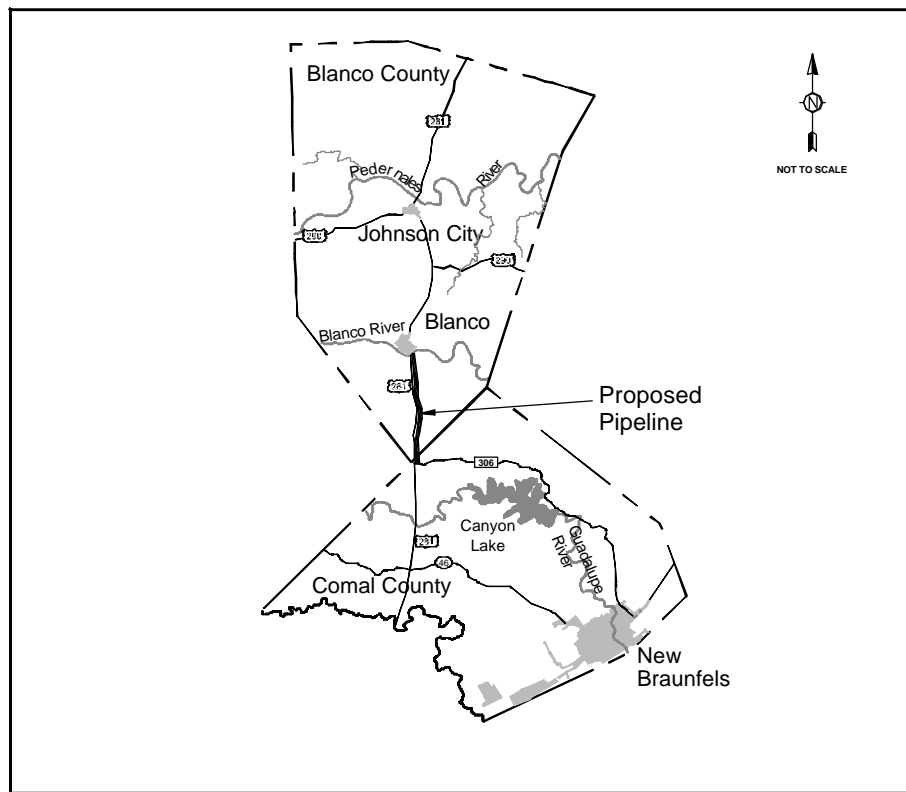 Blanco County
281
N
NOT TO SCALE
Pedernales
River
290
Johnson City
290
Blanco River
Blanco
281
Proposed
Pipeline
306
Canyon
Lake
Guadalupe
River
281
46
Comal County
New
Braunfels